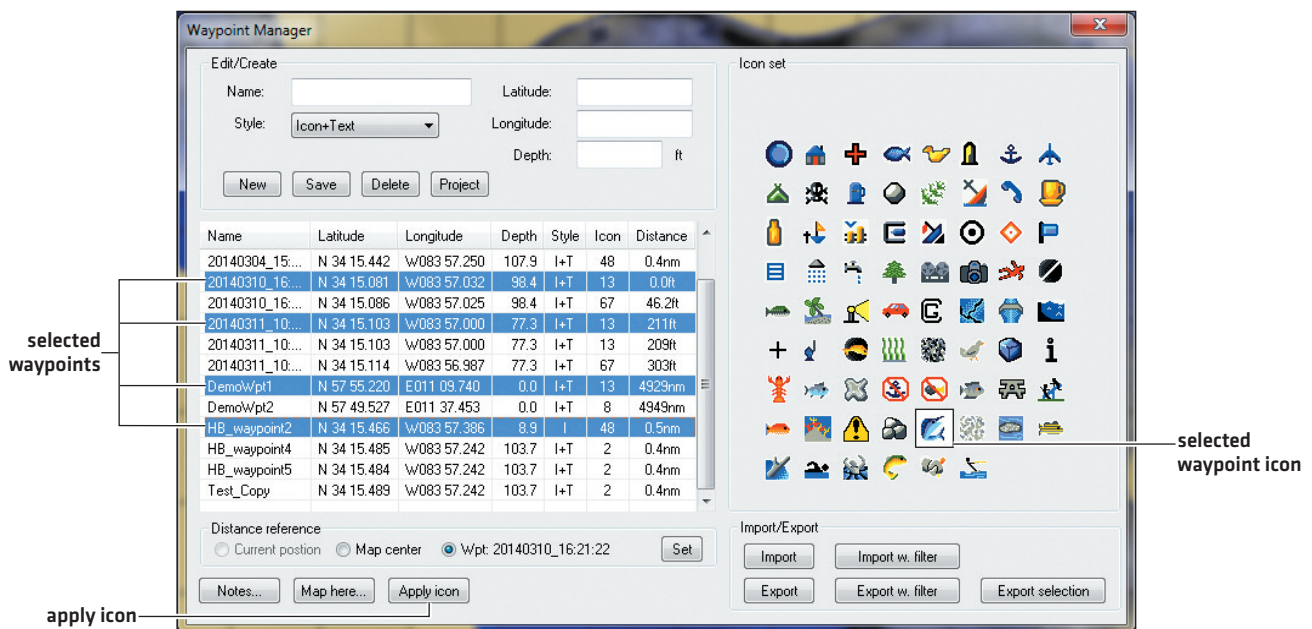 Waypoint Manager
Edit/Create
Name:
Latitude:
Style: Icon+Text
Longitude:
Depth: ft
New Save Delete Project
Name Latitude Longitude Depth Style Icon Distance
20140304_15:... N 34 15.442 W083 57.250 107.9 I+T 48 0.4nm
20140310_16:... N 34 15.081 W083 57.032 98.4 I+T 13 0.0ft
20140310_16:... N 34 15.086 W083 57.025 98.4 I+T 67 46.2ft
20140311_10:... N 34 15.103 W083 57.000 77.3 I+T 13 211ft
20140311_10:... N 34 15.103 W083 57.000 77.3 I+T 13 209ft
20140311_10:... N 34 15.114 W083 56.987 77.3 I+T 67 303ft
DemoWpt1 N 57 55.220 E011 09.740 0.0 I+T 13 4929nm
DemoWpt2 N 57 49.527 E011 37.453 0.0 I+T 8 4949nm
HB_waypoint2 N 34 15.466 W083 57.386 8.9 I 48 0.5nm
HB_waypoint4 N 34 15.485 W083 57.242 103.7 I+T 2 0.4nm
HB_waypoint5 N 34 15.484 W083 57.242 103.7 I+T 2 0.4nm
Test_Copy N 34 15.489 W083 57.242 103.7 I+T 2 0.4nm
Distance reference
Current postion Map center Wpt: 20140310_16:21:22 Set
Notes... Map here... Apply icon
Icon set
Import/Export
Import Import w. filter
Export Export w. filter Export selection
selected
waypoints
selected
waypoint icon
apply icon